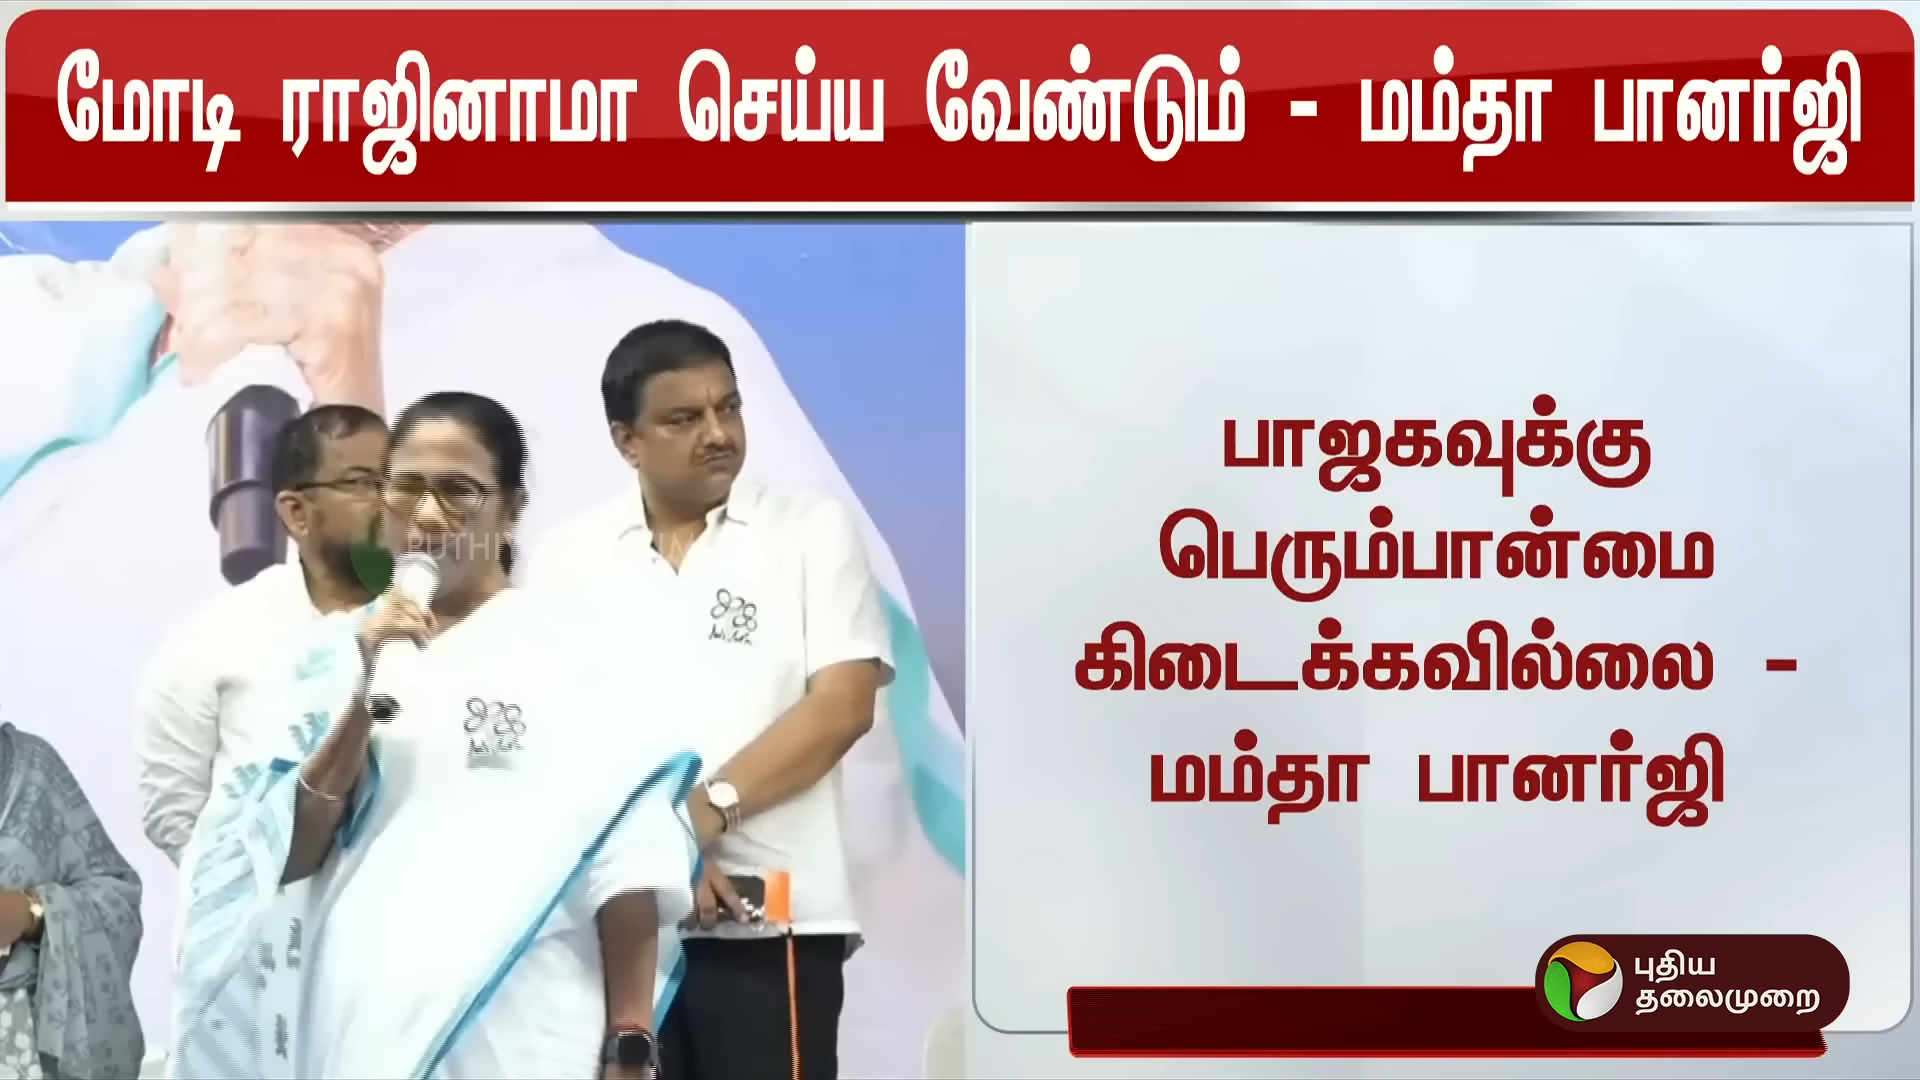 மோடி ராஜினாமா செய்ய வேண்டும் - மம்தா பானர்ஜி
பாஜகவுக்கு
பெரும்பான்மை
கிடைக்கவில்லை -
மம்தா பானர்ஜி
புதிய
தலைமுறை